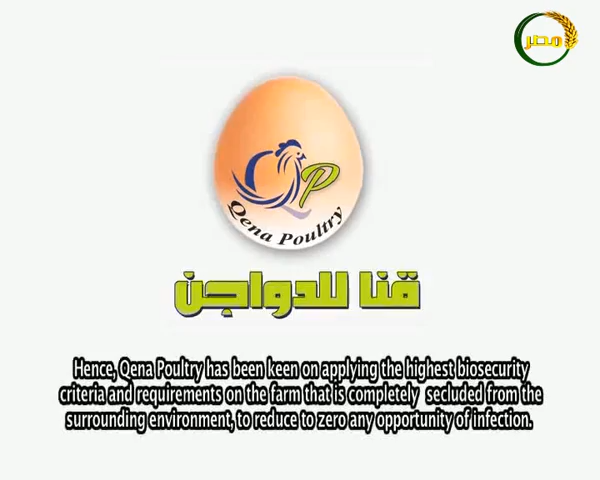 مصر
QP
Qena Poultry
قنا للدواجن
Hence, Qena Poultry has been keen on applying the highest biosecurity
criteria and requirements on the farm that is completely secluded from the
surrounding environment, to reduce to zero any opportunity of infection.